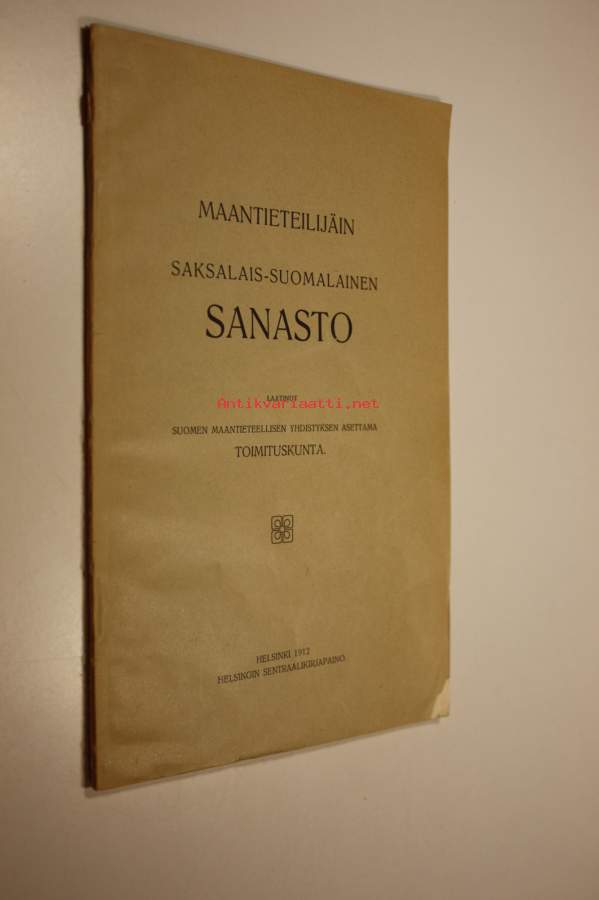 MAANTIETEILIJÄIN
SAKSALAIS-SUOMALAINEN
SANASTO
LAATINUT
Antikvariaatti.net
SUOMEN MAANTIETEELLISEN YHDISTYKSEN ASETTAMA
TOIMITUSKUNTA.
HELSINKI 1912
HELSINGIN SENTRAALIKIRJAPAINO.